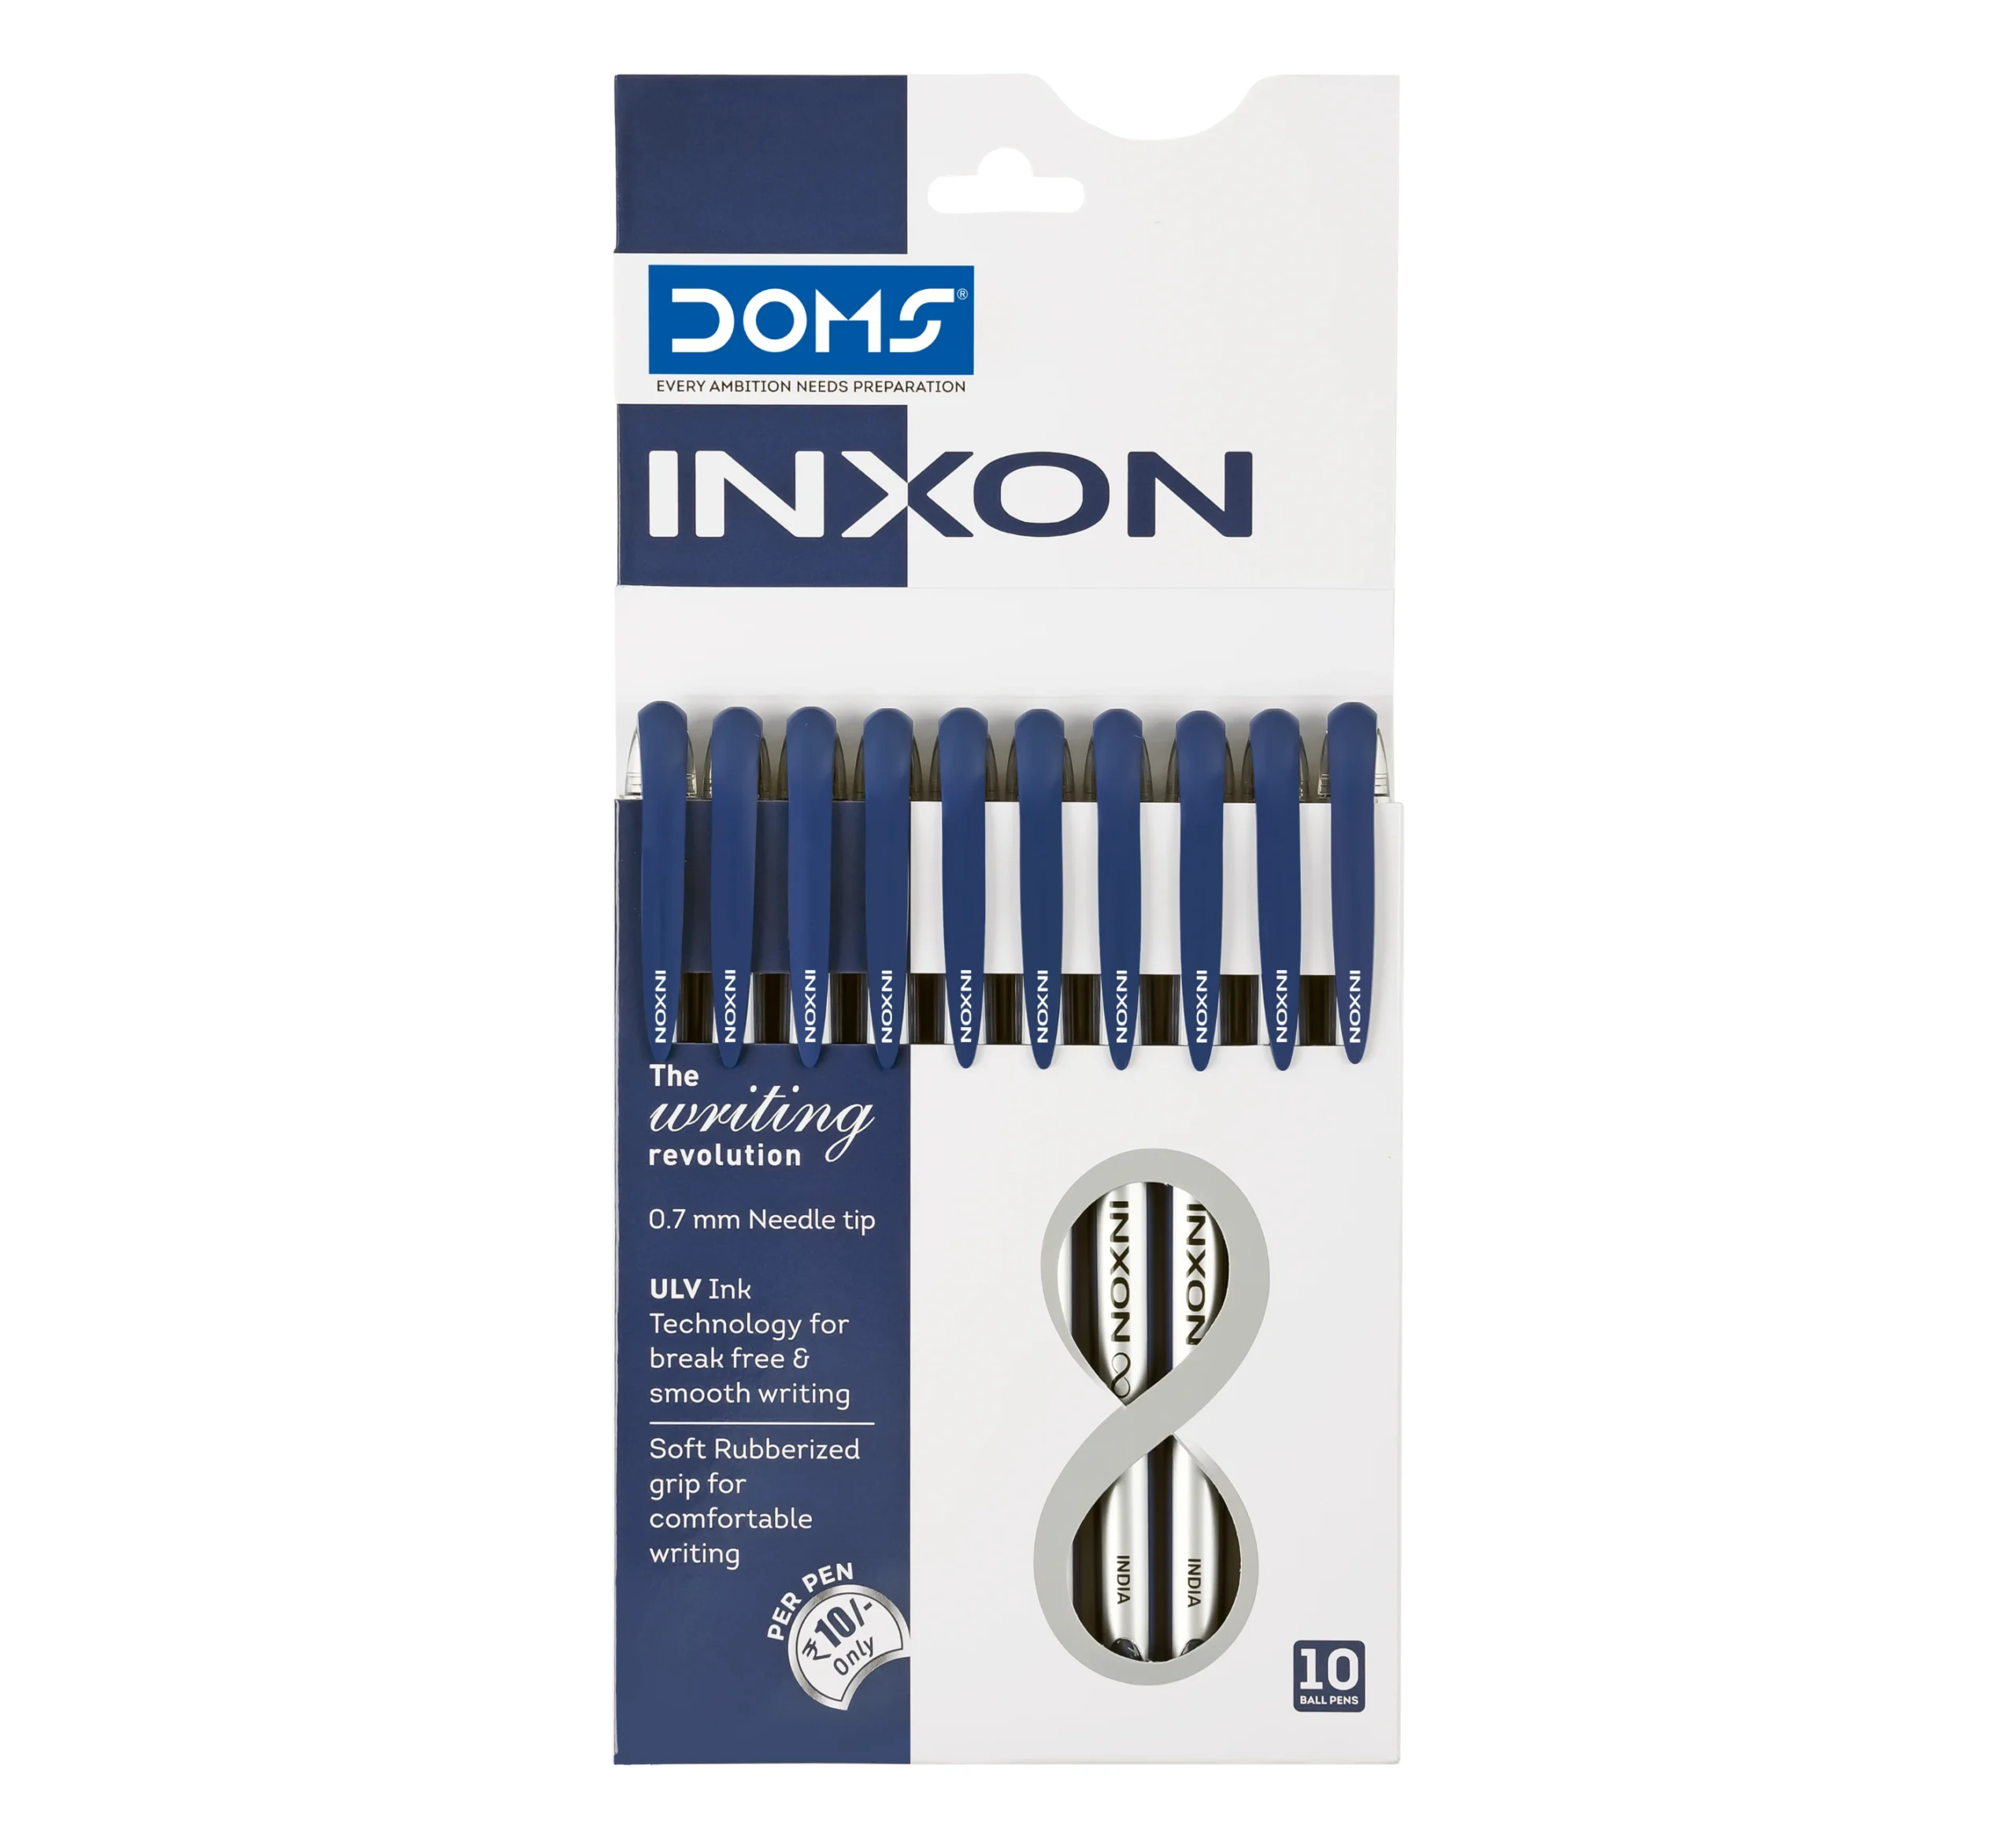 DOMS®
EVERY AMBITION NEEDS PREPARATION
INXON
INXON INXON INXON INXON INXON INXON INXON INXON INXON INXON
The
writing
revolution
0.7 mm Needle tip
ULV Ink
Technology for
break free &
smooth writing
Soft Rubberized
grip for
comfortable
writing
PER PEN
₹10/-
Only
INXON
INXON
INDIA
INDIA
10
BALL PENS